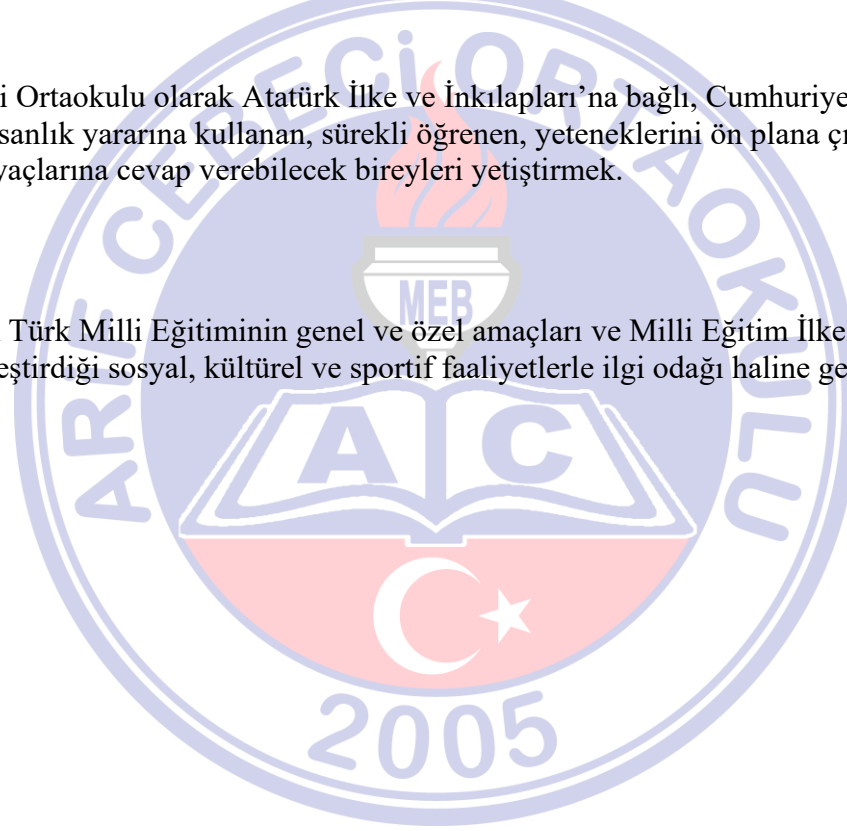 i Ortaokulu olarak Atatürk İlke ve İnkılapları’na bağlı, Cumhuriye
sanlık yararına kullanan, sürekli öğrenen, yeteneklerini ön plana çı
yaçlarına cevap verebilecek bireyleri yetiştirmek.
Türk Milli Eğitiminin genel ve özel amaçları ve Milli Eğitim İlke
eştirdiği sosyal, kültürel ve sportif faaliyetlerle ilgi odağı haline ge
ARİF CEBECİ ORTAOKULU
MEB
A C
2005